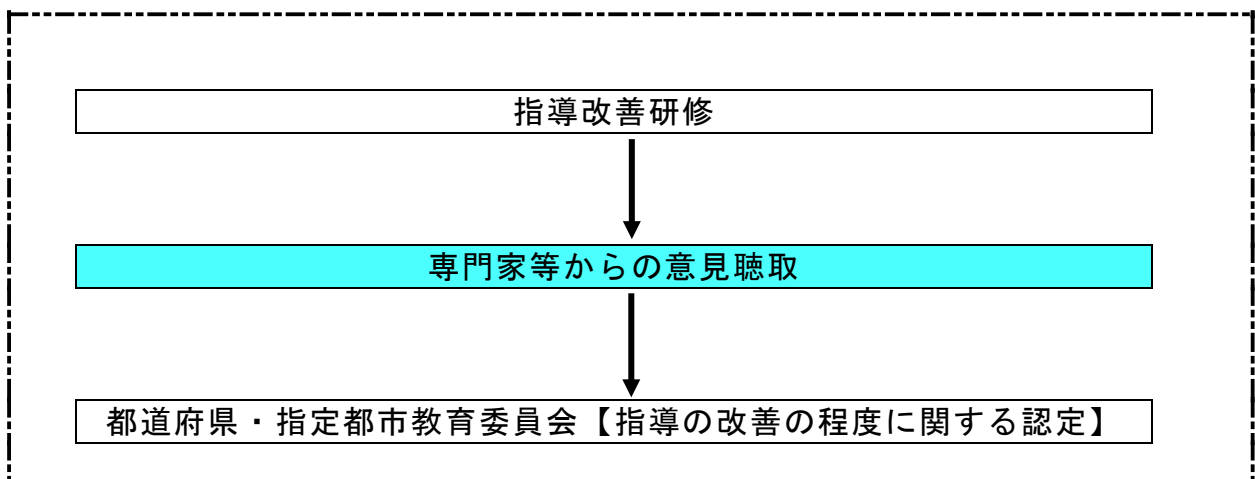 指導改善研修
専門家等からの意見聴取
都道府県・指定都市教育委員会【指導の改善の程度に関する認定】